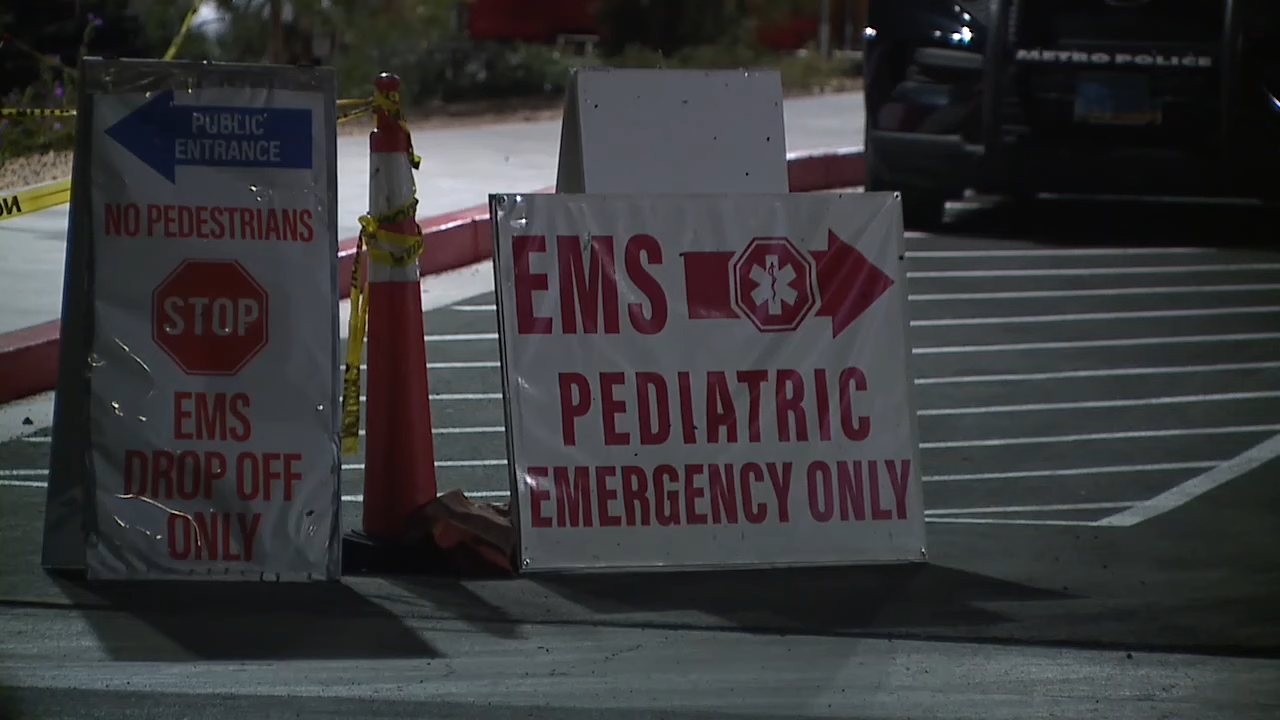 PUBLIC
ENTRANCE
NO PEDESTRIANS
STOP
EMS
DROP OFF
ONLY
EMS
PEDIATRIC
EMERGENCY ONLY
METRO POLICE